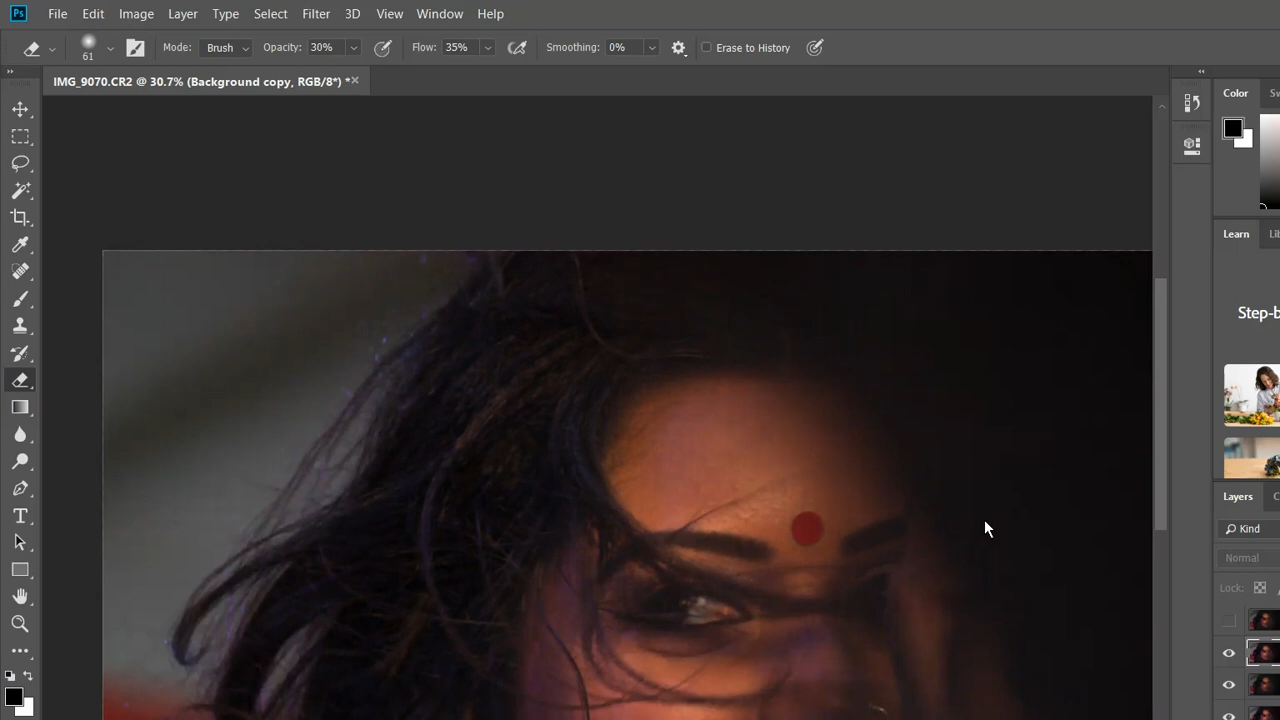 Ps File Edit Image Layer Type Select Filter 3D View Window Help
61 Mode: Brush Opacity: 30% Flow: 35% Smoothing: 0% Erase to History
IMG_9070.CR2 @ 30.7% (Background copy, RGB/8*) *
Color
Learn
Step-b
Layers
Kind
Normal
Lock: